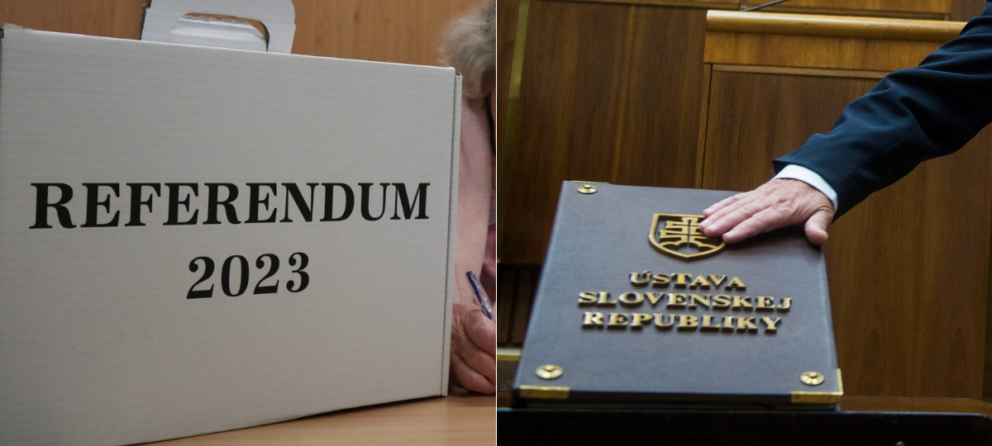 REFERENDUM
2023
ÚSTAVA
SLOVENSKEJ
REPUBLIKY